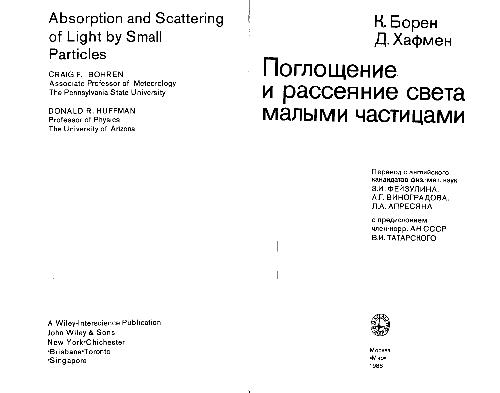 Absorption and Scattering
of Light by Small
Particles
CRAIG F. BOHREN
Associate Professor of Meteorology
The Pennsylvania State University
DONALD R. HUFFMAN
Professor of Physics
The University of Arizona
A Wiley-Interscience Publication
John Wiley & Sons
New York•Chichester
•Brisbane•Toronto
•Singapore
К. Борен
Д. Хафмен
Поглощение
и рассеяние света
малыми частицами
Перевод с английского
кандидатов физ.-мат. наук
З.И. ФЕЙЗУЛИНА,
А.Г. ВИНОГРАДОВА,
Л.А. АПРЕСЯНА
с предисловием
член-корр. АН СССР
В.И. ТАТАРСКОГО
Москва
«Мир»
1986